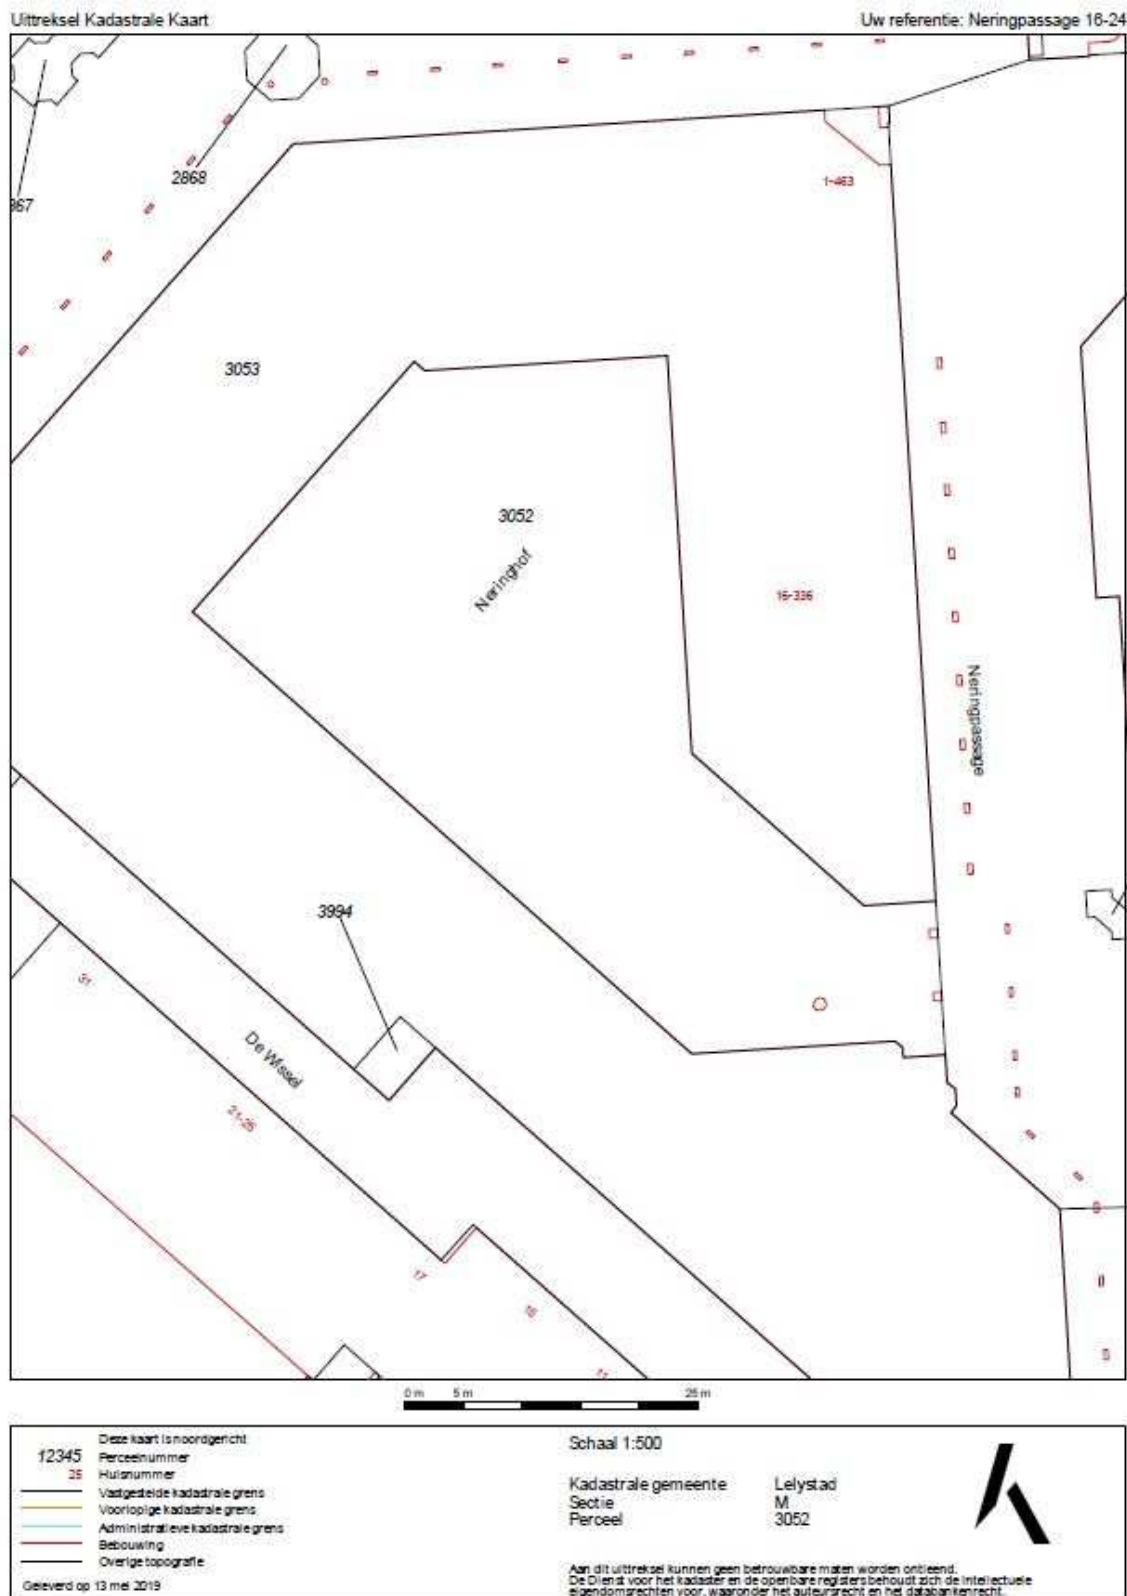 Uittreksel Kadastrale Kaart
Uw referentie: Neringpassage 16-24
2868
867
1-463
3053
3052
Neringhof
16-336
Neringpassage
3994
31
De Wissel
21-25
17
15
11
0 m 5 m 25 m
Deze kaart is noordgericht
12345 Perceelnummer
25 Huisnummer
Vastgestelde kadastrale grens
Voorlopige kadastrale grens
Administratieve kadastrale grens
Bebouwing
Overige topografie
Geleverd op 13 mei 2019
Schaal 1:500
Kadastrale gemeente Lelystad
Sectie M
Perceel 3052
Aan dit uittreksel kunnen geen betrouwbare maten worden ontleend.
De Dienst voor het kadaster en de openbare registers behoudt zich de intellectuele
eigendomsrechten voor, waaronder het auteursrecht en het databankenrecht.